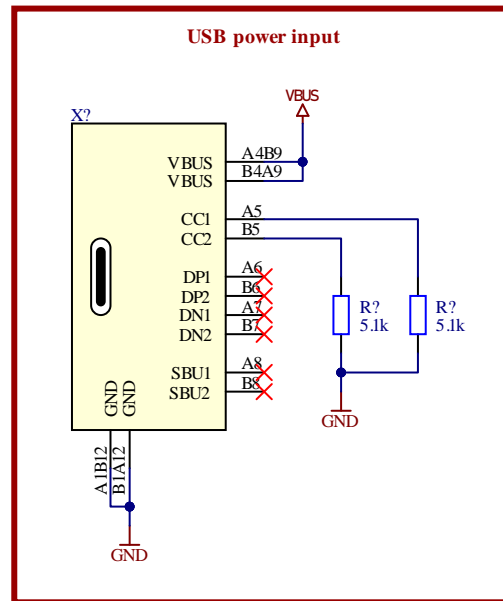 USB power input
VBUS
X?
VBUS A4B9
VBUS B4A9
CC1 A5
CC2 B5
DP1 A6
DP2 B6
DN1 A7
DN2 B7
SBU1 A8
SBU2 B8
R?
5.1k
R?
5.1k
GND
GND
A1B12
B1A12
GND
GND